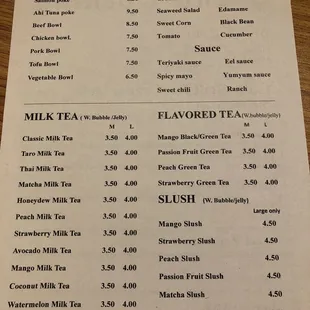 Salmon poke
Ahi Tuna poke 9.50
Beef Bowl 8.50
Chicken bowl. 7.50
Pork Bowl 7.50
Tofu Bowl 7.50
Vegetable Bowl 6.50
Seaweed Salad Edamame
Sweet Corn Black Bean
Tomato Cucumber
Sauce
Teriyaki sauce Eel sauce
Spicy mayo Yumyum sauce
Sweet chili Ranch
MILK TEA ( W. Bubble /Jelly)
M L
Classic Milk Tea 3.50 4.00
Taro Milk Tea 3.50 4.00
Thai Milk Tea 3.50 4.00
Matcha Milk Tea 3.50 4.00
Honeydew Milk Tea 3.50 4.00
Peach Milk Tea 3.50 4.00
Strawberry Milk Tea 3.50 4.00
Avocado Milk Tea 3.50 4.00
Mango Milk Tea 3.50 4.00
Coconut Milk Tea 3.50 4.00
Watermelon Milk Tea 3.50 4.00
FLAVORED TEA (W.bubble/jelly)
M L
Mango Black/Green Tea 3.50 4.00
Passion Fruit Green Tea 3.50 4.00
Peach Green Tea 3.50 4.00
Strawberry Green Tea 3.50 4.00
SLUSH (W, Bubble/jelly)
Large only
Mango Slush 4.50
Strawberry Slush 4.50
Peach Slush 4.50
Passion Fruit Slush 4.50
Matcha Slush 4.50